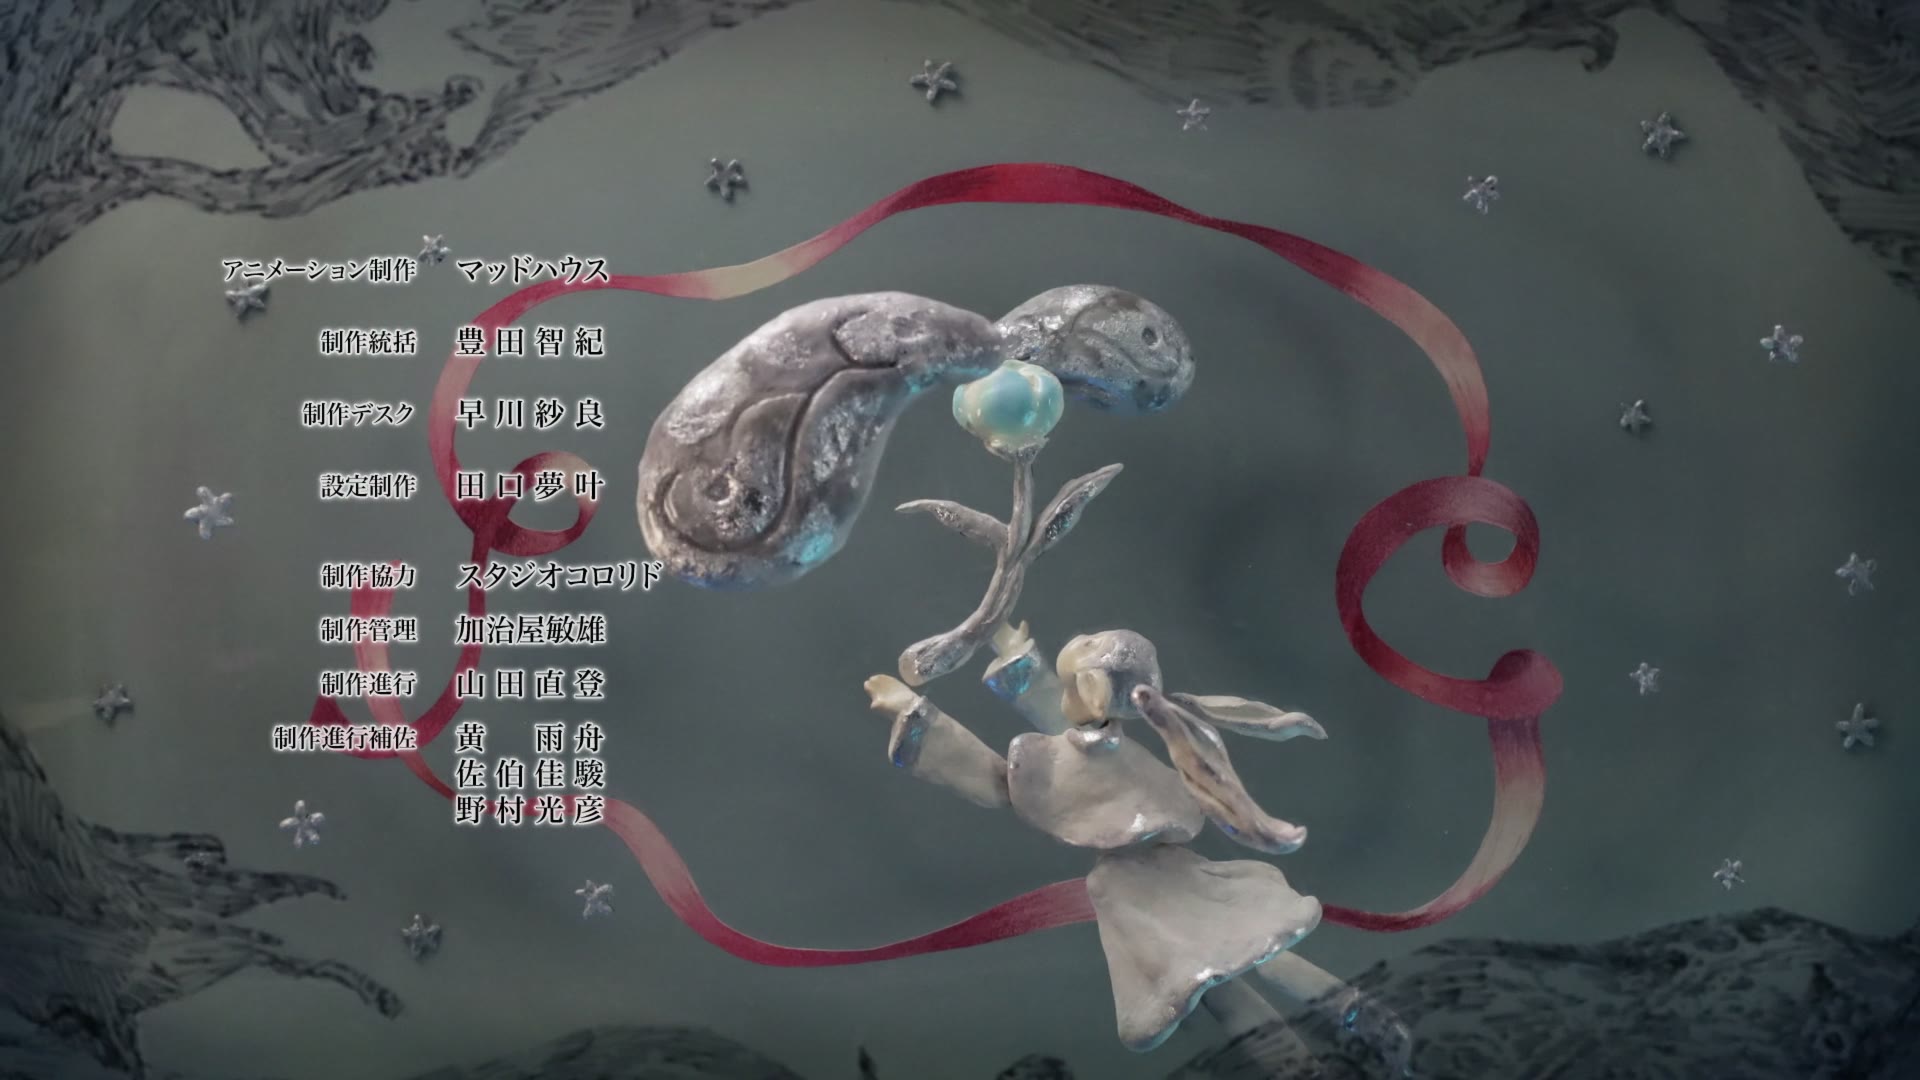 アニメーション制作 マッドハウス
制作統括 豊田智紀
制作デスク 早川紗良
設定制作 田口夢叶
制作協力 スタジオコロリド
制作管理 加治屋敏雄
制作進行 山田直登
制作進行補佐 黄 雨舟
佐伯佳駿
野村光彦